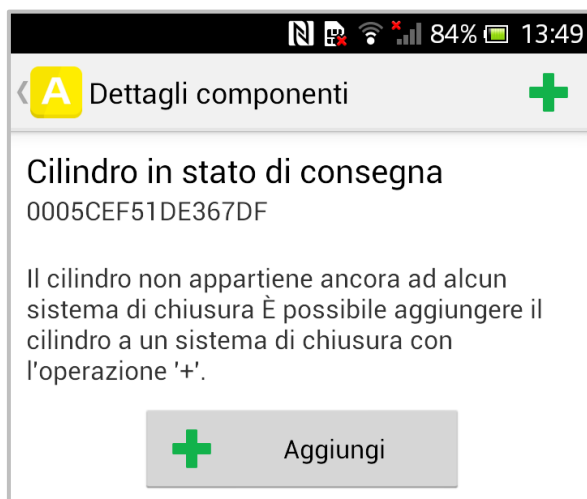 84% 13:49
A Dettagli componenti
Cilindro in stato di consegna
0005CEF51DE367DF
Il cilindro non appartiene ancora ad alcun
sistema di chiusura È possibile aggiungere il
cilindro a un sistema di chiusura con
l'operazione '+'.
Aggiungi